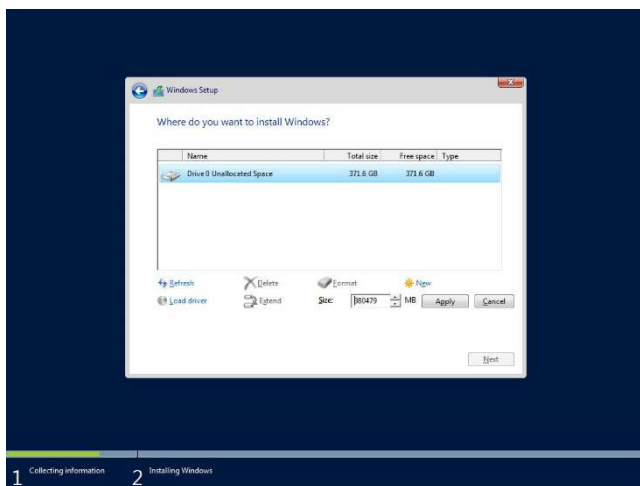 Windows Setup
Where do you want to install Windows?
Name Total size Free space Type
Drive 0 Unallocated Space 371.6 GB 371.6 GB
Refresh Delete Format New
Load driver Extend Size: 380479 MB Apply Cancel
Next
1 Collecting information 2 Installing Windows